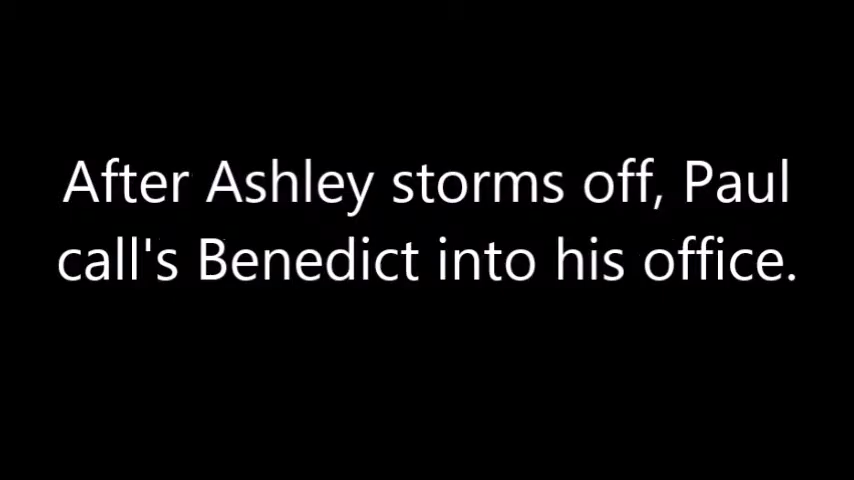 After Ashley storms off, Paul
call's Benedict into his office.